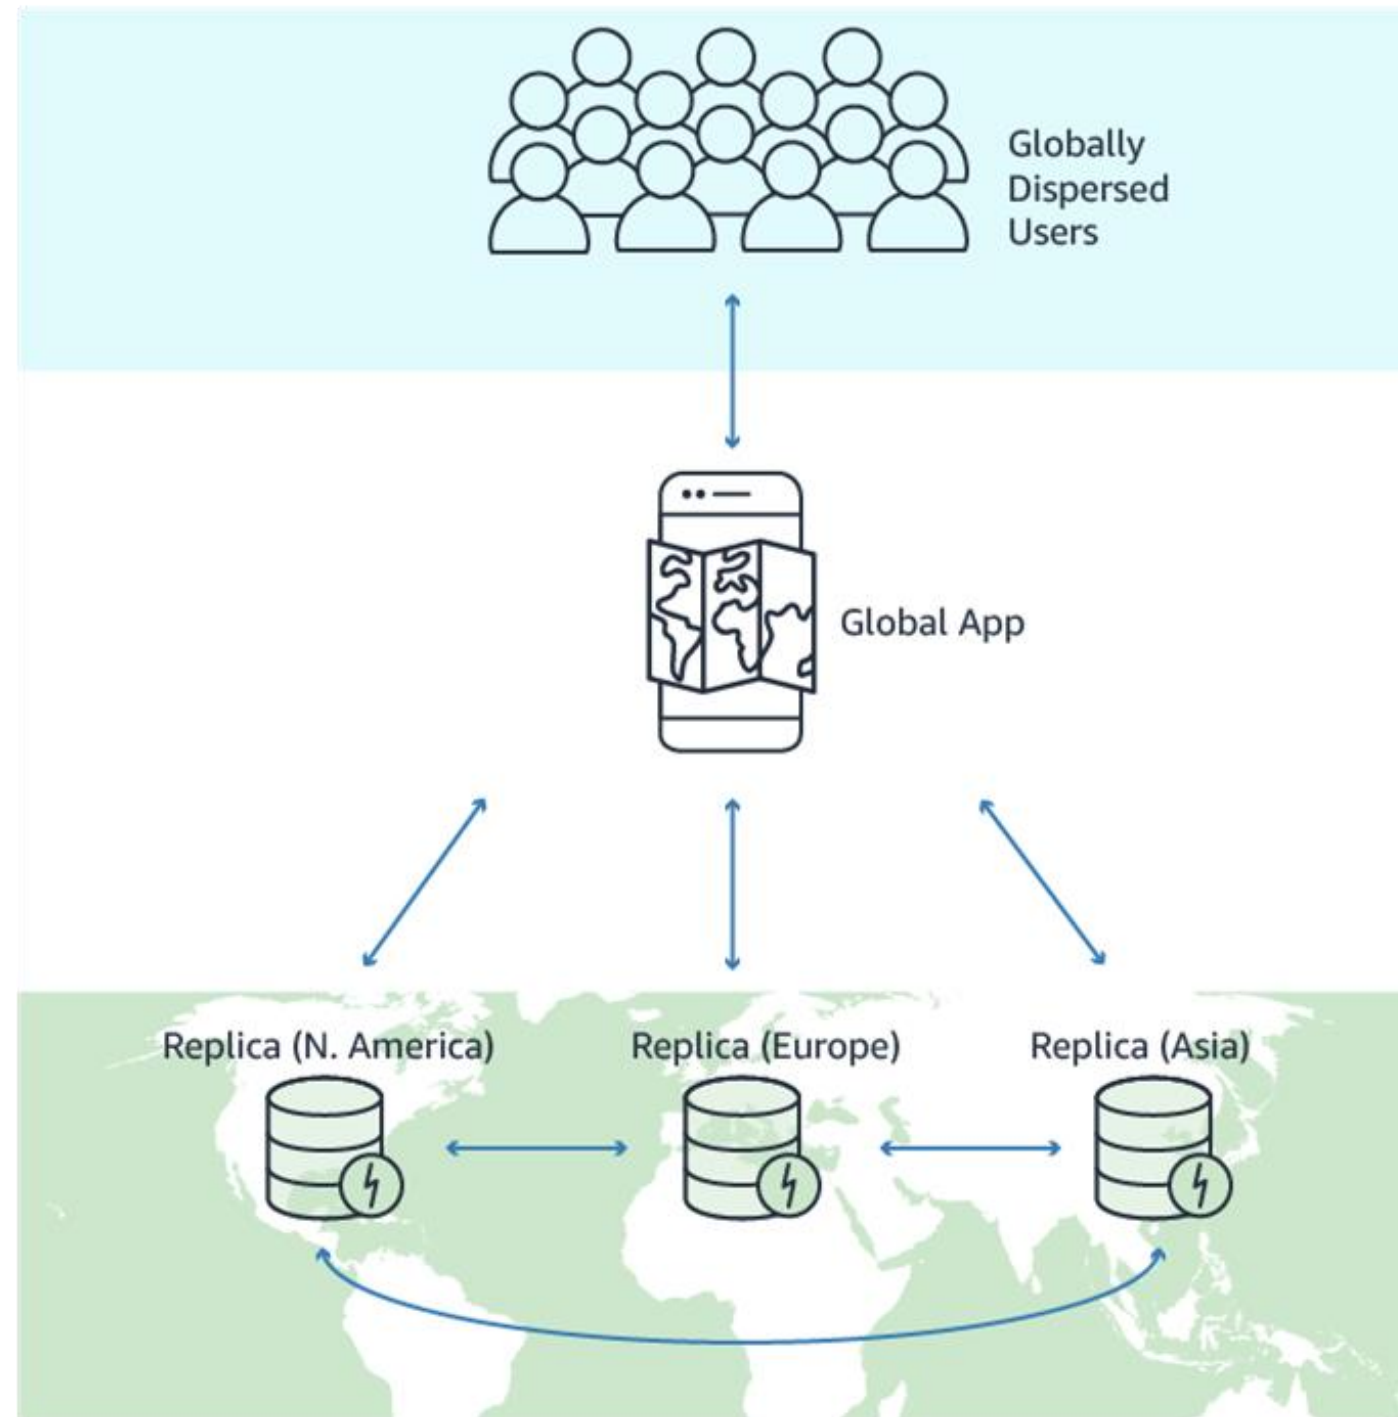 Globally
Dispersed
Users
Global App
Replica (N. America)
Replica (Europe)
Replica (Asia)